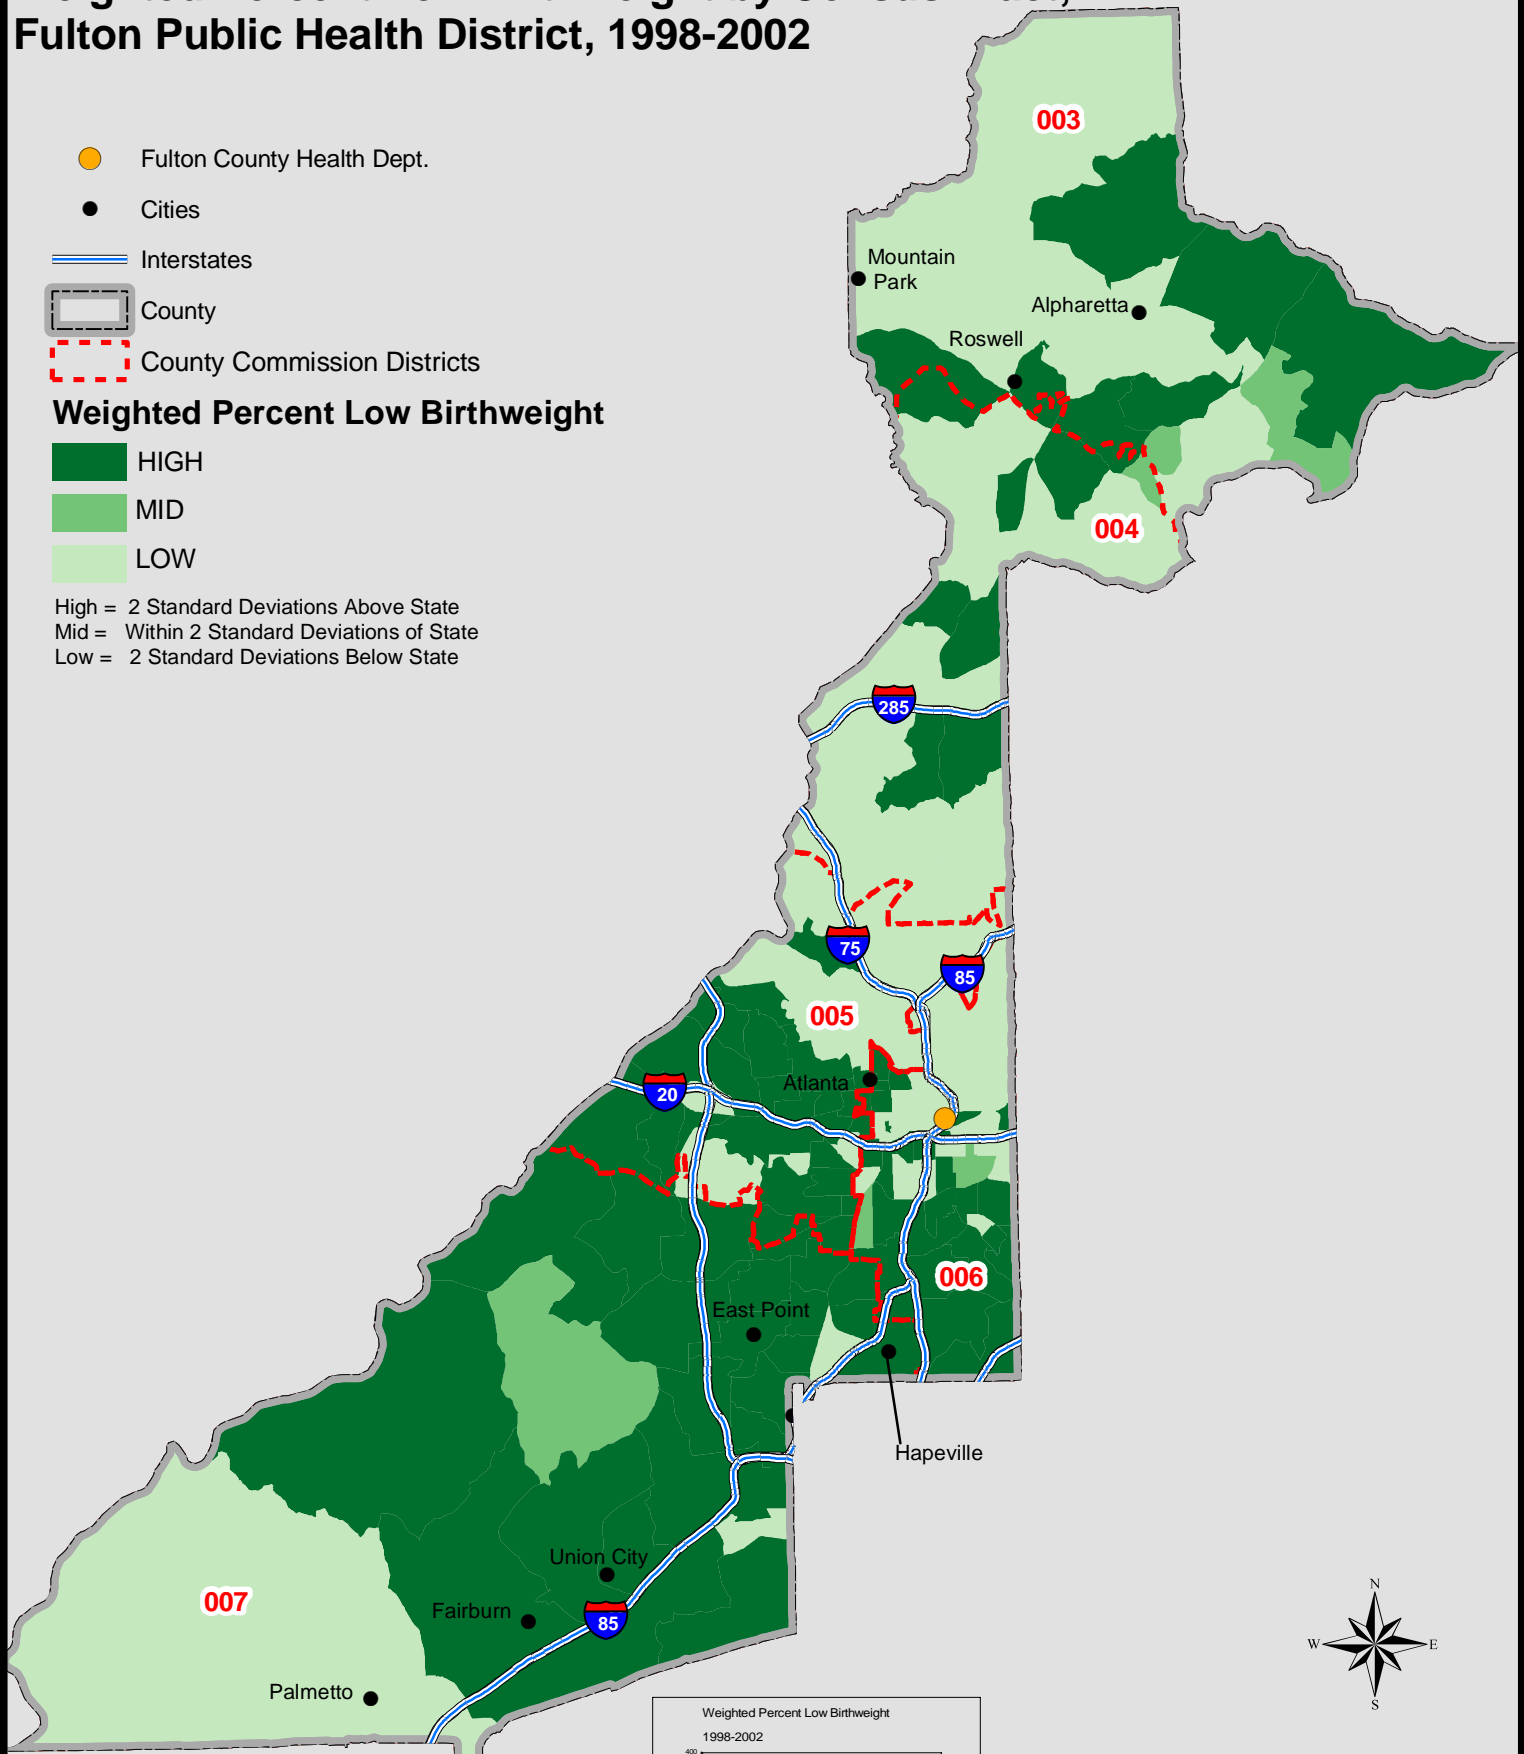 Fulton Public Health District, 1998-2002
Fulton County Health Dept.
Cities
Interstates
County
County Commission Districts
Weighted Percent Low Birthweight
HIGH
MID
LOW
High = 2 Standard Deviations Above State
Mid = Within 2 Standard Deviations of State
Low = 2 Standard Deviations Below State
003
Mountain
Park
Alpharetta
Roswell
004
285
75
85
005
Atlanta
20
006
East Point
Hapeville
Union City
007
Fairburn
85
Palmetto
N
W E
S
Weighted Percent Low Birthweight
1998-2002
400